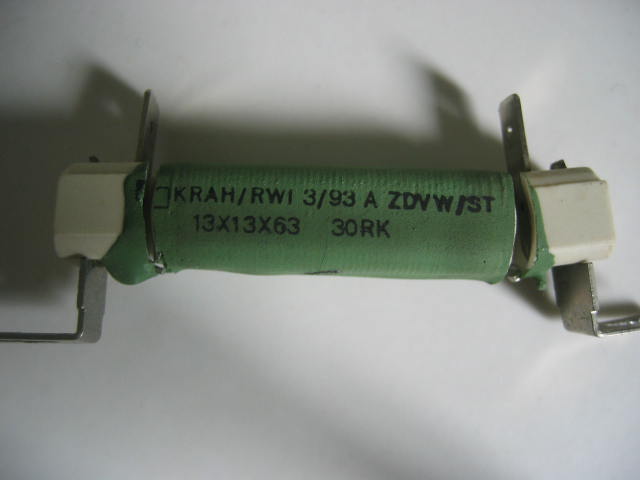 KRAH/RWI 3/93 A ZDVW/ST
13X13X63 30RK